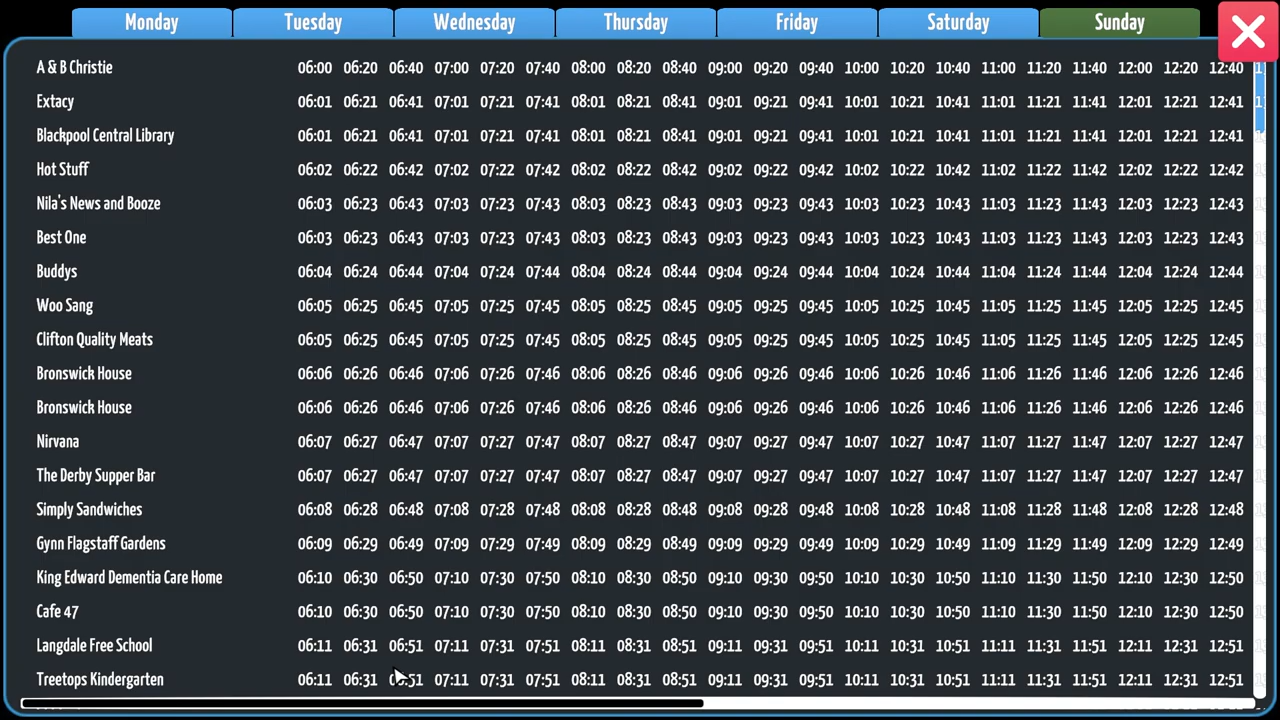 Monday Tuesday Wednesday Thursday Friday Saturday Sunday
A & B Christie 06:00 06:20 06:40 07:00 07:20 07:40 08:00 08:20 08:40 09:00 09:20 09:40 10:00 10:20 10:40 11:00 11:20 11:40 12:00 12:20 12:40
Extacy 06:01 06:21 06:41 07:01 07:21 07:41 08:01 08:21 08:41 09:01 09:21 09:41 10:01 10:21 10:41 11:01 11:21 11:41 12:01 12:21 12:41
Blackpool Central Library 06:01 06:21 06:41 07:01 07:21 07:41 08:01 08:21 08:41 09:01 09:21 09:41 10:01 10:21 10:41 11:01 11:21 11:41 12:01 12:21 12:41
Hot Stuff 06:02 06:22 06:42 07:02 07:22 07:42 08:02 08:22 08:42 09:02 09:22 09:42 10:02 10:22 10:42 11:02 11:22 11:42 12:02 12:22 12:42
Nila's News and Booze 06:03 06:23 06:43 07:03 07:23 07:43 08:03 08:23 08:43 09:03 09:23 09:43 10:03 10:23 10:43 11:03 11:23 11:43 12:03 12:23 12:43
Best One 06:03 06:23 06:43 07:03 07:23 07:43 08:03 08:23 08:43 09:03 09:23 09:43 10:03 10:23 10:43 11:03 11:23 11:43 12:03 12:23 12:43
Buddys 06:04 06:24 06:44 07:04 07:24 07:44 08:04 08:24 08:44 09:04 09:24 09:44 10:04 10:24 10:44 11:04 11:24 11:44 12:04 12:24 12:44
Woo Sang 06:05 06:25 06:45 07:05 07:25 07:45 08:05 08:25 08:45 09:05 09:25 09:45 10:05 10:25 10:45 11:05 11:25 11:45 12:05 12:25 12:45
Clifton Quality Meats 06:05 06:25 06:45 07:05 07:25 07:45 08:05 08:25 08:45 09:05 09:25 09:45 10:05 10:25 10:45 11:05 11:25 11:45 12:05 12:25 12:45
Bronswick House 06:06 06:26 06:46 07:06 07:26 07:46 08:06 08:26 08:46 09:06 09:26 09:46 10:06 10:26 10:46 11:06 11:26 11:46 12:06 12:26 12:46
Bronswick House 06:06 06:26 06:46 07:06 07:26 07:46 08:06 08:26 08:46 09:06 09:26 09:46 10:06 10:26 10:46 11:06 11:26 11:46 12:06 12:26 12:46
Nirvana 06:07 06:27 06:47 07:07 07:27 07:47 08:07 08:27 08:47 09:07 09:27 09:47 10:07 10:27 10:47 11:07 11:27 11:47 12:07 12:27 12:47
The Derby Supper Bar 06:07 06:27 06:47 07:07 07:27 07:47 08:07 08:27 08:47 09:07 09:27 09:47 10:07 10:27 10:47 11:07 11:27 11:47 12:07 12:27 12:47
Simply Sandwiches 06:08 06:28 06:48 07:08 07:28 07:48 08:08 08:28 08:48 09:08 09:28 09:48 10:08 10:28 10:48 11:08 11:28 11:48 12:08 12:28 12:48
Gynn Flagstaff Gardens 06:09 06:29 06:49 07:09 07:29 07:49 08:09 08:29 08:49 09:09 09:29 09:49 10:09 10:29 10:49 11:09 11:29 11:49 12:09 12:29 12:49
King Edward Dementia Care Home 06:10 06:30 06:50 07:10 07:30 07:50 08:10 08:30 08:50 09:10 09:30 09:50 10:10 10:30 10:50 11:10 11:30 11:50 12:10 12:30 12:50
Cafe 47 06:10 06:30 06:50 07:10 07:30 07:50 08:10 08:30 08:50 09:10 09:30 09:50 10:10 10:30 10:50 11:10 11:30 11:50 12:10 12:30 12:50
Langdale Free School 06:11 06:31 06:51 07:11 07:31 07:51 08:11 08:31 08:51 09:11 09:31 09:51 10:11 10:31 10:51 11:11 11:31 11:51 12:11 12:31 12:51
Treetops Kindergarten 06:11 06:31 06:51 07:11 07:31 07:51 08:11 08:31 08:51 09:11 09:31 09:51 10:11 10:31 10:51 11:11 11:31 11:51 12:11 12:31 12:51